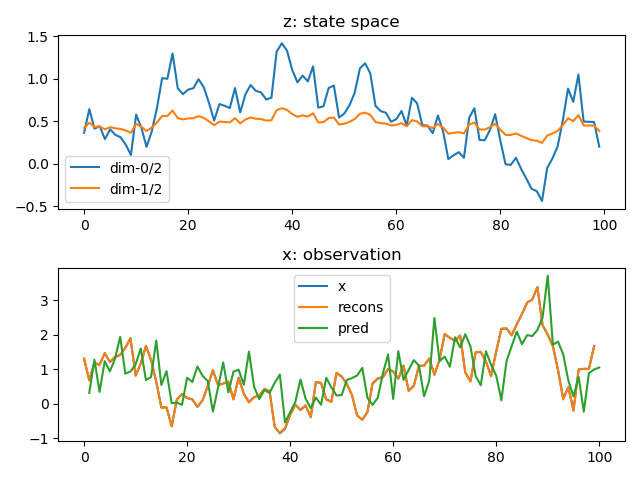 z: state space
1.5
1.0
0.5
0.0
−0.5
dim-0/2
dim-1/2
0 20 40 60 80 100
x: observation
3
2
1
0
−1
x
recons
pred
0 20 40 60 80 100